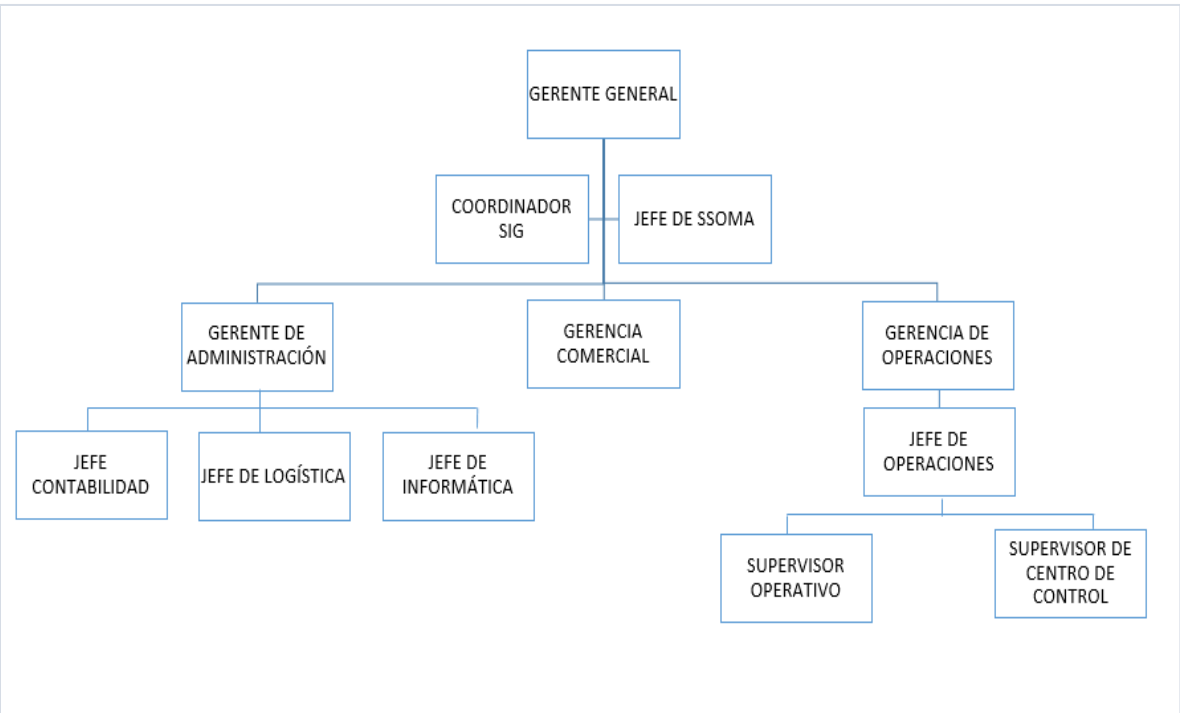 GERENTE GENERAL
COORDINADOR
SIG
JEFE DE SSOMA
GERENTE DE
ADMINISTRACIÓN
GERENCIA
COMERCIAL
GERENCIA DE
OPERACIONES
JEFE
CONTABILIDAD
JEFE DE LOGÍSTICA
JEFE DE
INFORMÁTICA
JEFE DE
OPERACIONES
SUPERVISOR
OPERATIVO
SUPERVISOR DE
CENTRO DE
CONTROL